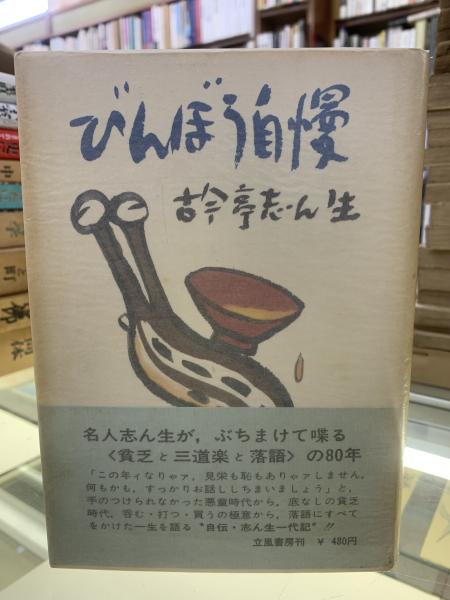 びんぼう自慢
古今亭志ん生
名人志ん生が，ぶちまけて喋る
〈貧乏と三道楽と落語〉の80年
「この年ィなりゃァ，見栄も恥もありゃァしません。
何もかも，すっかりお話ししちまいましょう」と，
手のつけられなかった悪童時代から，底なしの貧乏
時代，呑む・打つ・買うの極意から，落語にすべて
をかけた一生を語る〝自伝・志ん生一代記〟!!
立風書房刊 ￥ 480円